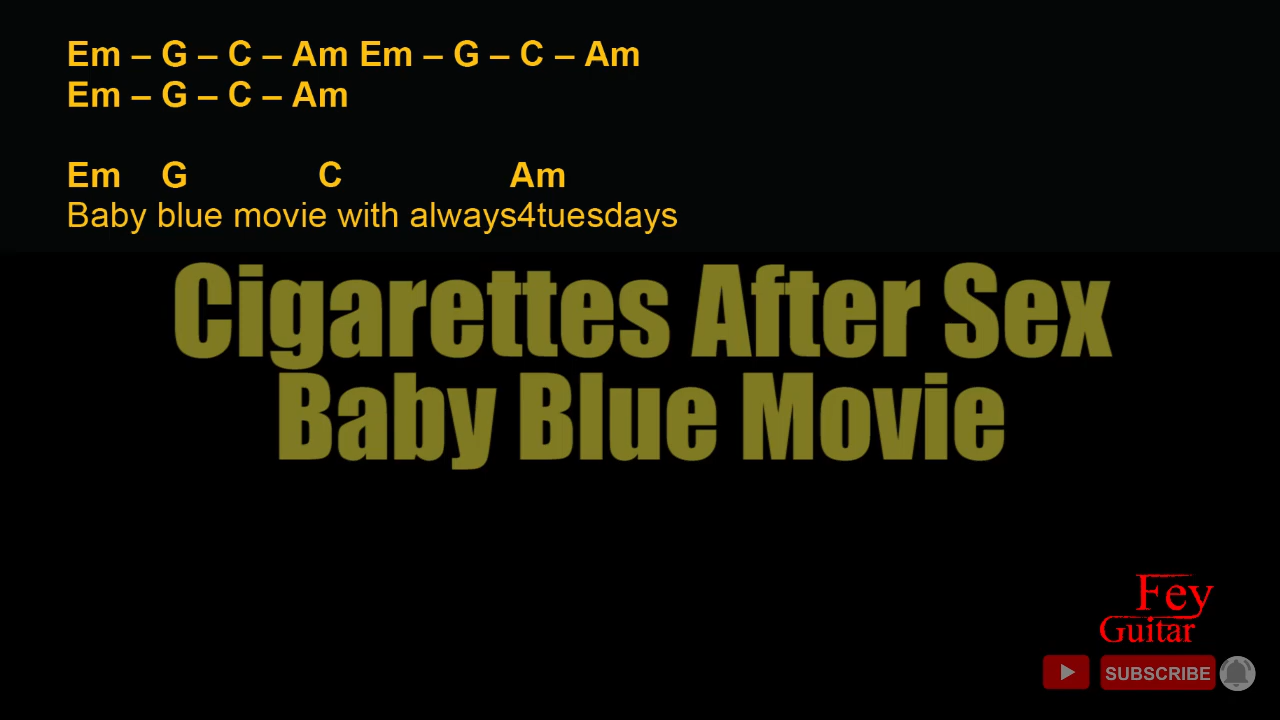 Em – G – C – Am Em – G – C – Am
Em – G – C – Am
Em G C Am
Baby blue movie with always4tuesdays
Cigarettes After Sex
Baby Blue Movie
Fey
Guitar
SUBSCRIBE